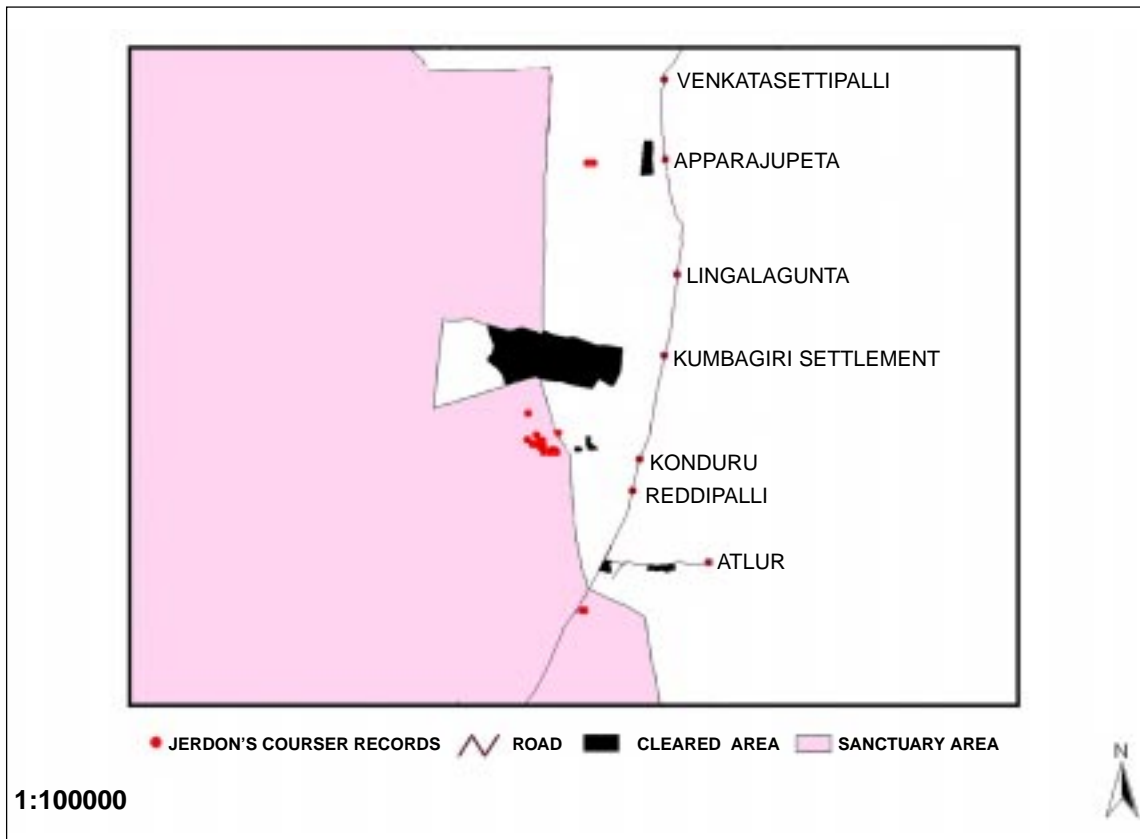 VENKATASETTIPALLI
APPARAJUPETA
LINGALAGUNTA
KUMBAGIRI SETTLEMENT
KONDURU
REDDIPALLI
ATLUR
JERDON'S COURSER RECORDS ROAD CLEARED AREA SANCTUARY AREA
N
1:100000